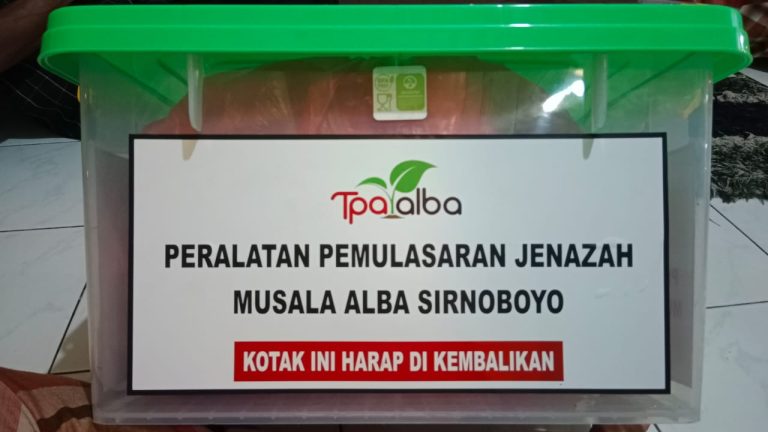 Tpa alba
PERALATAN PEMULASARAN JENAZAH
MUSALA ALBA SIRNOBOYO
KOTAK INI HARAP DI KEMBALIKAN